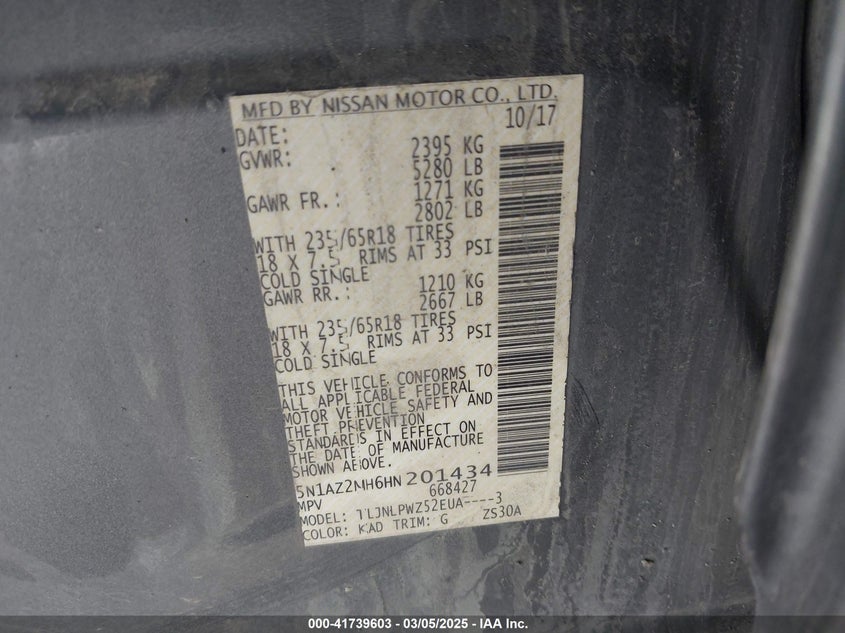 MFD BY NISSAN MOTOR CO., LTD.
DATE: 10/17
GVWR: 2395 KG
5280 LB
GAWR FR.: 1271 KG
2802 LB
WITH 235/65R18 TIRES
18 X 7.5 RIMS AT 33 PSI
COLD SINGLE
GAWR RR.: 1210 KG
2667 LB
WITH 235/65R18 TIRES
18 X 7.5 RIMS AT 33 PSI
COLD SINGLE
THIS VEHICLE CONFORMS TO
ALL APPLICABLE FEDERAL
MOTOR VEHICLE SAFETY AND
THEFT PREVENTION
STANDARDS IN EFFECT ON
THE DATE OF MANUFACTURE
SHOWN ABOVE.
5N1AZ2MH6HN201434
MPV 668427
MODEL: TLJNLPWZ52EUA----3
COLOR: KAD TRIM: G ZS30A
000-41739603 - 03/05/2025 - IAA Inc.